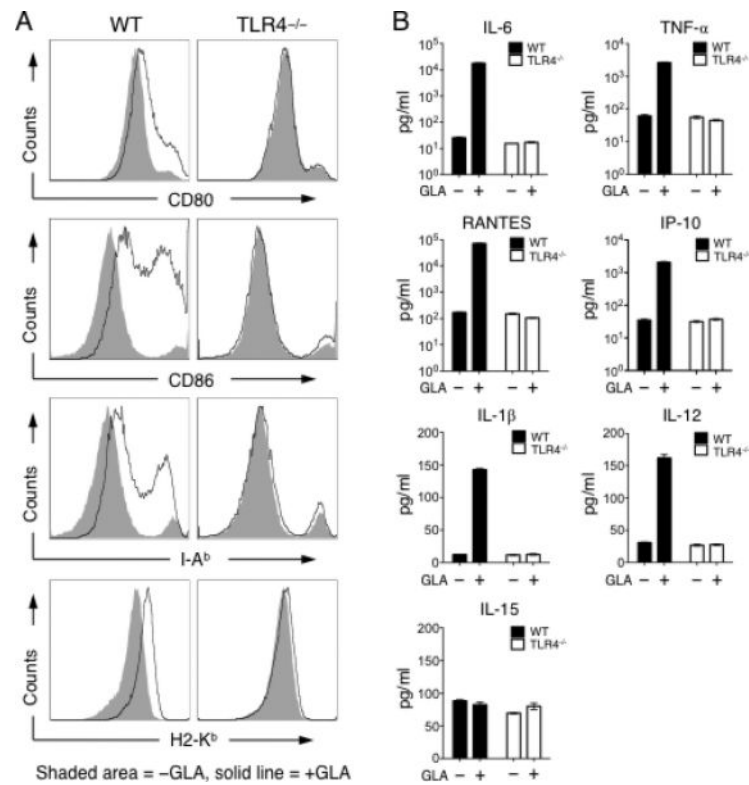 A
WT
TLR4⁻/⁻
Counts
CD80
Counts
CD86
Counts
I-Aᵇ
Counts
H2-Kᵇ
Shaded area = –GLA, solid line = +GLA
B
IL-6
pg/ml
10⁵
10⁴
10³
10²
10¹
10⁰
WT
TLR4⁻/⁻
GLA – + – +
TNF-α
pg/ml
10⁴
10³
10²
10¹
10⁰
WT
TLR4⁻/⁻
GLA – + – +
RANTES
pg/ml
10⁵
10⁴
10³
10²
10¹
10⁰
WT
TLR4⁻/⁻
GLA – + – +
IP-10
pg/ml
10⁴
10³
10²
10¹
10⁰
WT
TLR4⁻/⁻
GLA – + – +
IL-1β
pg/ml
200
150
100
50
0
WT
TLR4⁻/⁻
GLA – + – +
IL-12
pg/ml
200
150
100
50
0
WT
TLR4⁻/⁻
GLA – + – +
IL-15
pg/ml
200
150
100
50
0
WT
TLR4⁻/⁻
GLA – + – +